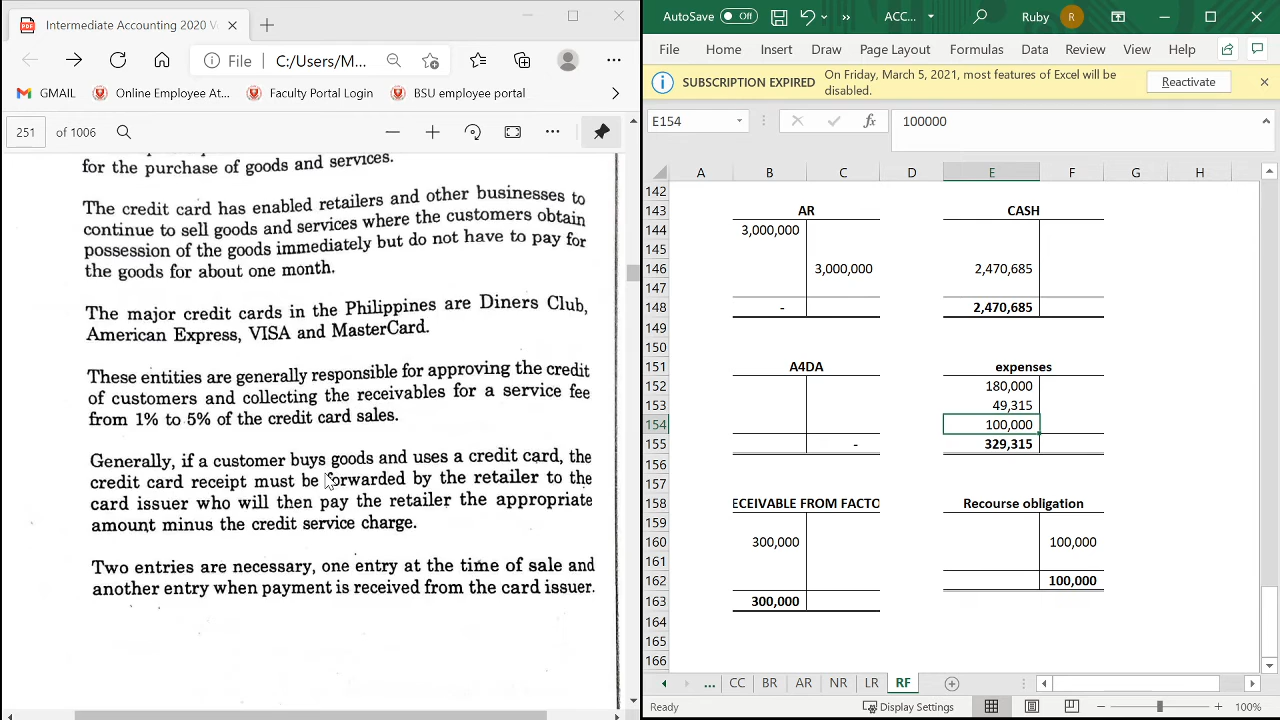 Intermediate Accounting 2020 V
File
C:/Users/M...
GMAIL
Online Employee At...
Faculty Portal Login
BSU employee portal
251 of 1006
for the purchase of goods and services.
The credit card has enabled retailers and other businesses to
continue to sell goods and services where the customers obtain
possession of the goods immediately but do not have to pay for
the goods for about one month.
The major credit cards in the Philippines are Diners Club,
American Express, VISA and MasterCard.
These entities are generally responsible for approving the credit
of customers and collecting the receivables for a service fee
from 1% to 5% of the credit card sales.
Generally, if a customer buys goods and uses a credit card, the
credit card receipt must be forwarded by the retailer to the
card issuer who will then pay the retailer the appropriate
amount minus the credit service charge.
Two entries are necessary, one entry at the time of sale and
another entry when payment is received from the card issuer.
AutoSave Off ACC... Ruby R
File Home Insert Draw Page Layout Formulas Data Review View Help
SUBSCRIPTION EXPIRED On Friday, March 5, 2021, most features of Excel will be
disabled.
Reactivate
E154 fx 100000
A B C D E F G H
142
143 AR CASH
144 3,000,000
145
146 3,000,000 2,470,685
147
148 - 2,470,685
149
150
151 A4DA expenses
152 180,000
153 49,315
154 100,000
155 - 329,315
156
157
158 ECEIVABLE FROM FACTO Recourse obligation
159
160 300,000 100,000
161
162 100,000
163 300,000
164
165
166
... CC BR AR NR LR RF
Ready Display Settings 100%